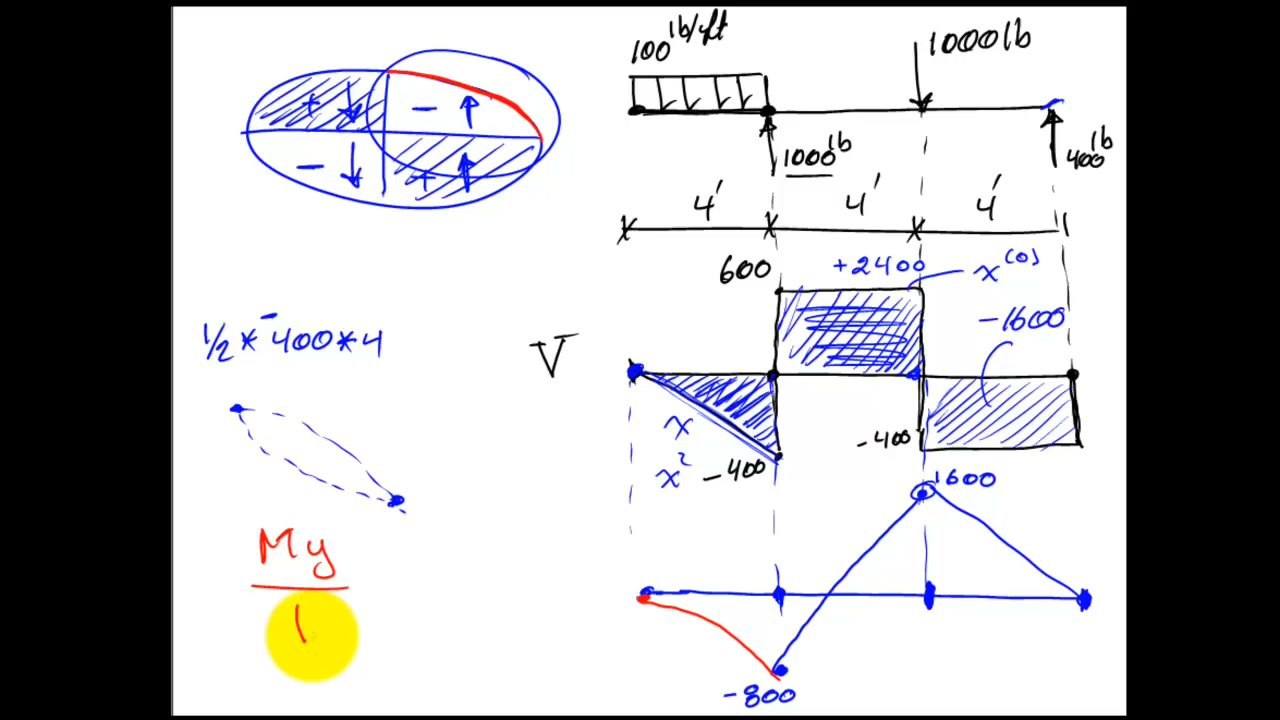 100 lb/ft
1000 lb
+ ↓ - ↑
- ↓ + ↑
1000 lb
400 lb
4' 4' 4'
600
+2400
x^(0)
-1600
1/2 * -400 * 4
V
x
x²
-400
-400
1600
My
I
-800